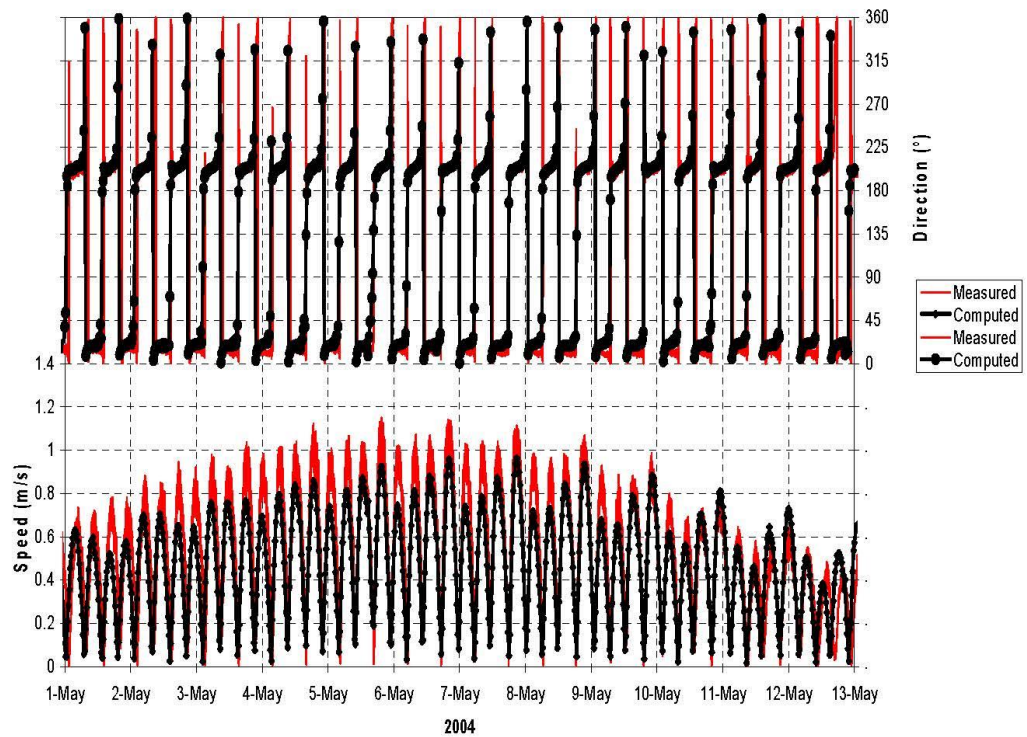 360
315
270
225
180
135
90
45
0
Direction (°)
Measured
Computed
Measured
Computed
1.4
1.2
1
0.8
0.6
0.4
0.2
0
Speed (m/s)
1-May 2-May 3-May 4-May 5-May 6-May 7-May 8-May 9-May 10-May 11-May 12-May 13-May
2004